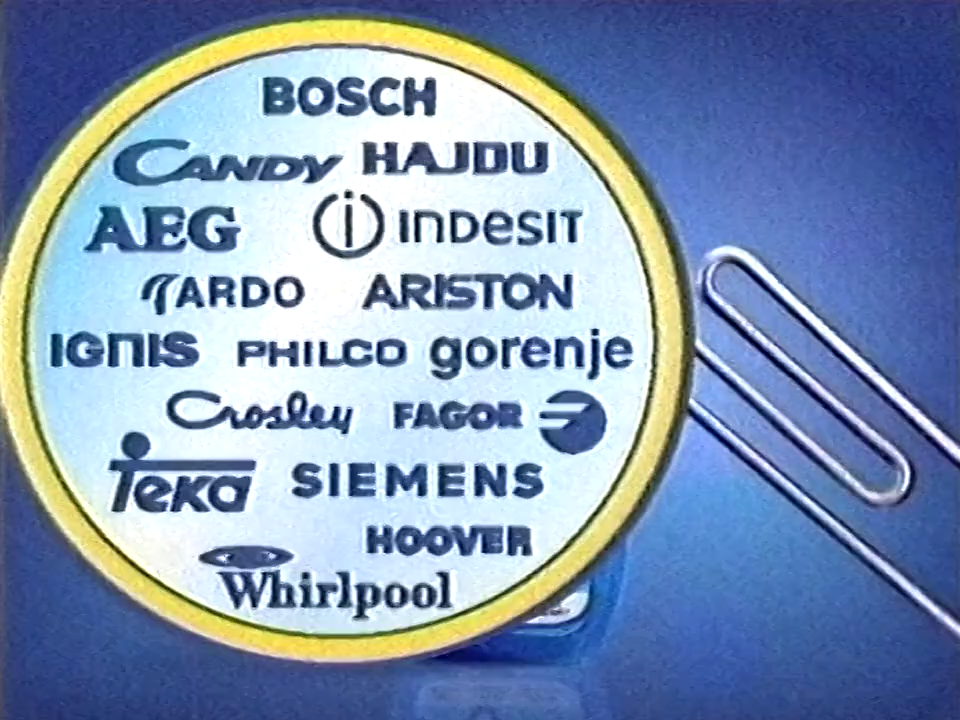 BOSCH
CANDY HAJDU
AEG INDESIT
ARDO ARISTON
IGNIS PHILCO gorenje
Crosley FAGOR
Teka SIEMENS
HOOVER
Whirlpool